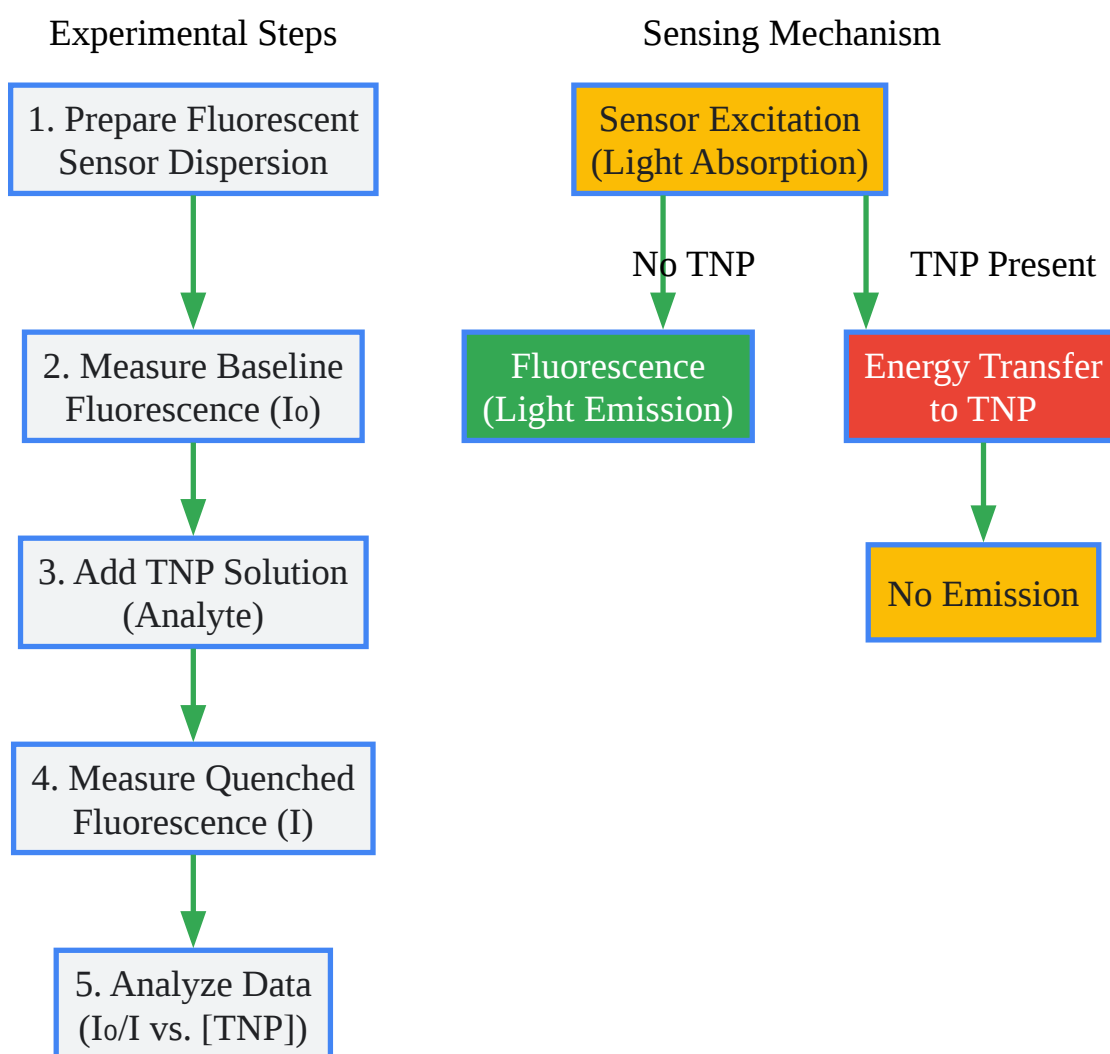 Experimental Steps
1. Prepare Fluorescent
Sensor Dispersion
2. Measure Baseline
Fluorescence (I₀)
3. Add TNP Solution
(Analyte)
4. Measure Quenched
Fluorescence (I)
5. Analyze Data
(I₀/I vs. [TNP])
Sensing Mechanism
Sensor Excitation
(Light Absorption)
No TNP
TNP Present
Fluorescence
(Light Emission)
Energy Transfer
to TNP
No Emission